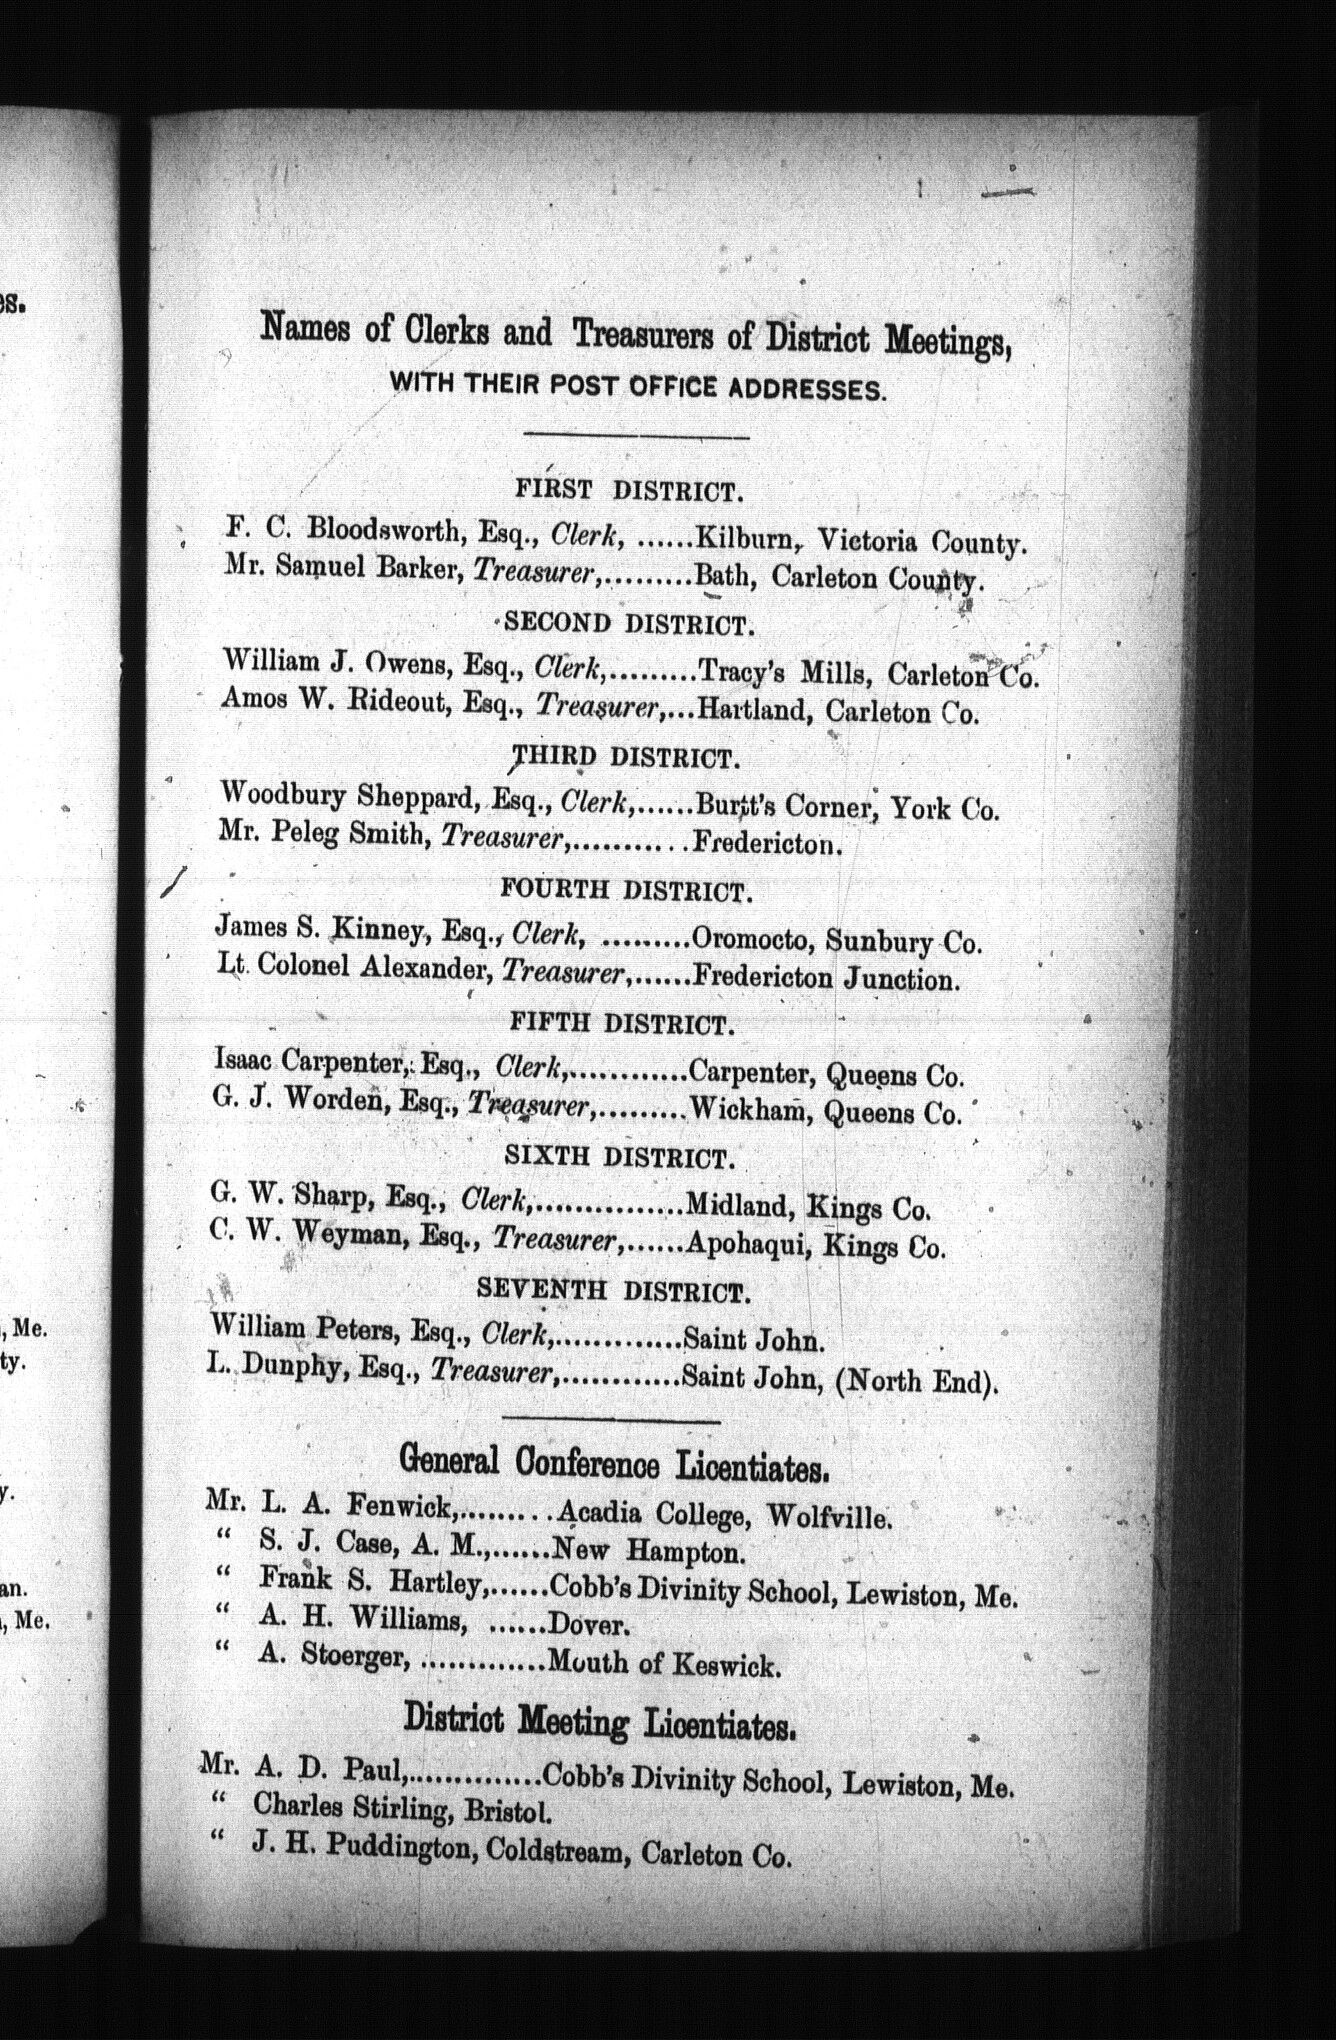 Names of Clerks and Treasurers of District Meetings,
WITH THEIR POST OFFICE ADDRESSES.
FIRST DISTRICT.
F. C. Bloodsworth, Esq., Clerk, ......Kilburn, Victoria County.
Mr. Samuel Barker, Treasurer,.........Bath, Carleton County.
SECOND DISTRICT.
William J. Owens, Esq., Clerk,.........Tracy's Mills, Carleton Co.
Amos W. Rideout, Esq., Treasurer,...Hartland, Carleton Co.
THIRD DISTRICT.
Woodbury Sheppard, Esq., Clerk,......Burtt's Corner, York Co.
Mr. Peleg Smith, Treasurer,............Fredericton.
FOURTH DISTRICT.
James S. Kinney, Esq., Clerk, .........Oromocto, Sunbury Co.
Lt. Colonel Alexander, Treasurer,......Fredericton Junction.
FIFTH DISTRICT.
Isaac Carpenter, Esq., Clerk,............Carpenter, Queens Co.
G. J. Worden, Esq., Treasurer,.........Wickham, Queens Co.
SIXTH DISTRICT.
G. W. Sharp, Esq., Clerk,...............Midland, Kings Co.
C. W. Weyman, Esq., Treasurer,......Apohaqui, Kings Co.
SEVENTH DISTRICT.
William Peters, Esq., Clerk,.............Saint John.
L. Dunphy, Esq., Treasurer,............Saint John, (North End).
General Conference Licentiates.
Mr. L. A. Fenwick,.........Acadia College, Wolfville.
" S. J. Case, A. M.,......New Hampton.
" Frank S. Hartley,......Cobb's Divinity School, Lewiston, Me.
" A. H. Williams, ......Dover.
" A. Stoerger, .............Mouth of Keswick.
District Meeting Licentiates.
Mr. A. D. Paul,..............Cobb's Divinity School, Lewiston, Me.
" Charles Stirling, Bristol.
" J. H. Puddington, Coldstream, Carleton Co.